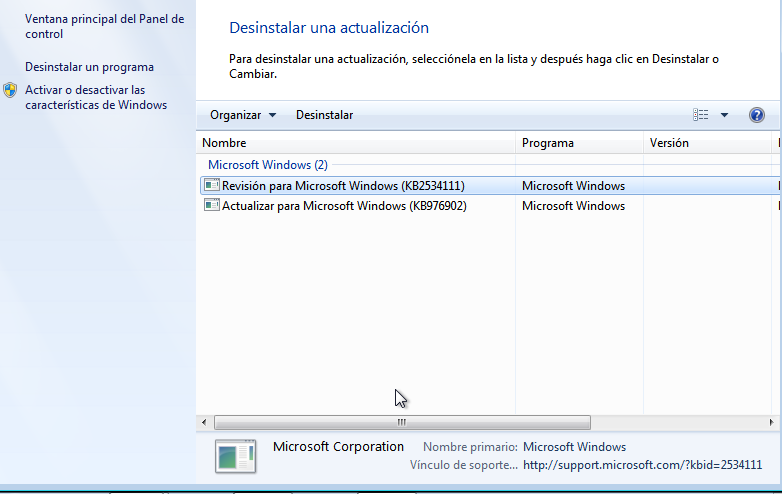 Ventana principal del Panel de
control
Desinstalar un programa
Activar o desactivar las
características de Windows
Desinstalar una actualización
Para desinstalar una actualización, selecciónela en la lista y después haga clic en Desinstalar o
Cambiar.
Organizar Desinstalar
Nombre Programa Versión
Microsoft Windows (2)
Revisión para Microsoft Windows (KB2534111) Microsoft Windows
Actualizar para Microsoft Windows (KB976902) Microsoft Windows
Microsoft Corporation Nombre primario: Microsoft Windows
Vínculo de soporte... http://support.microsoft.com/?kbid=2534111